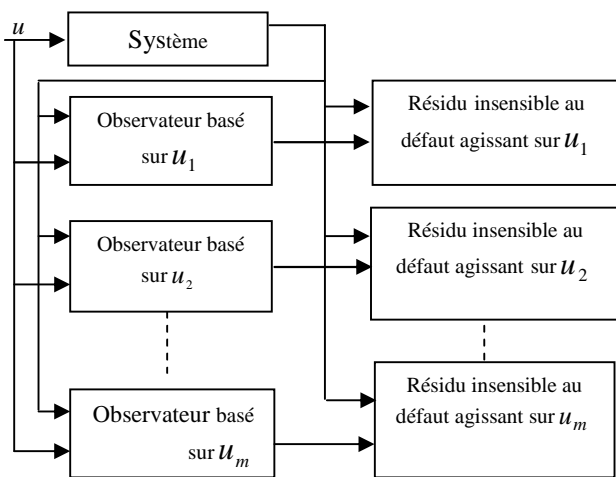 u
Système
Observateur basé
sur u₁
Résidu insensible au
défaut agissant sur u₁
Observateur basé
sur u₂
Résidu insensible au
défaut agissant sur u₂
Observateur basé
sur uₘ
Résidu insensible au
défaut agissant sur uₘ